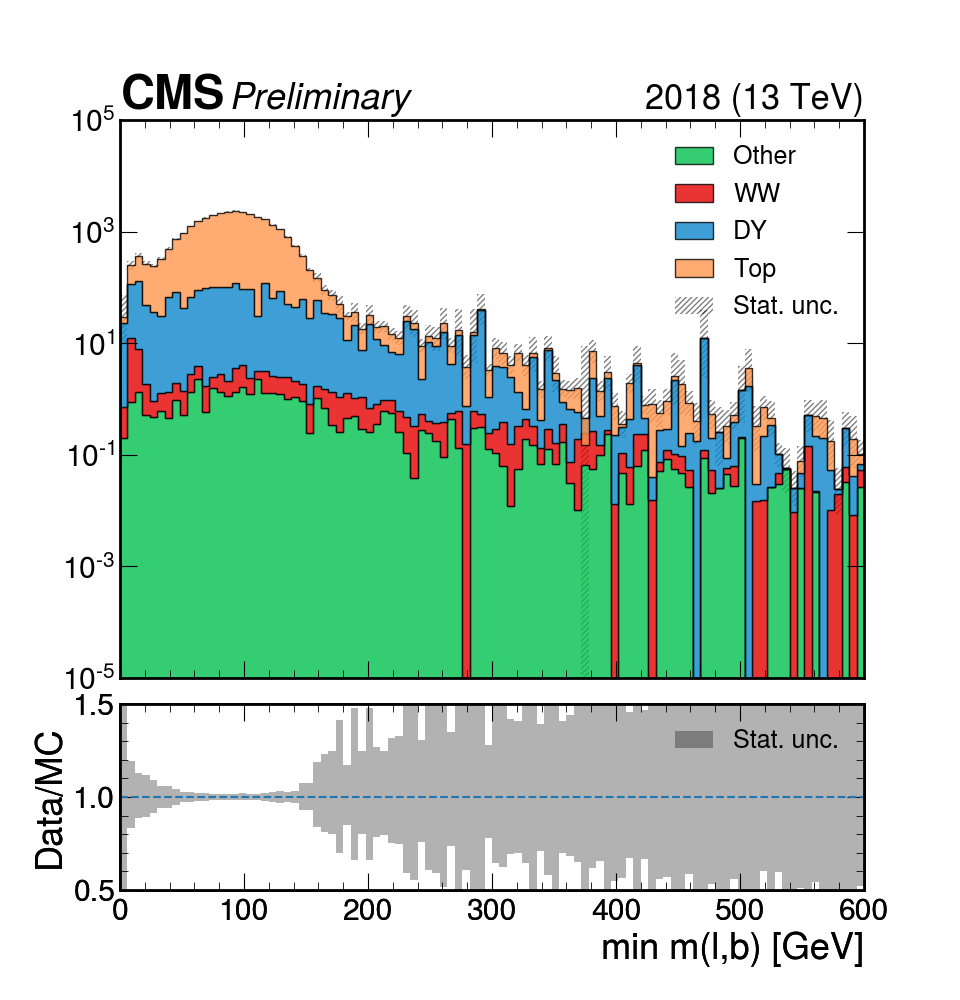 CMS Preliminary 2018 (13 TeV)
10^5
10^3
10^1
10^-1
10^-3
10^-5
Other
WW
DY
Top
Stat. unc.
1.5
1.0
0.5
Data/MC
Stat. unc.
0 100 200 300 400 500 600
min m(l,b) [GeV]